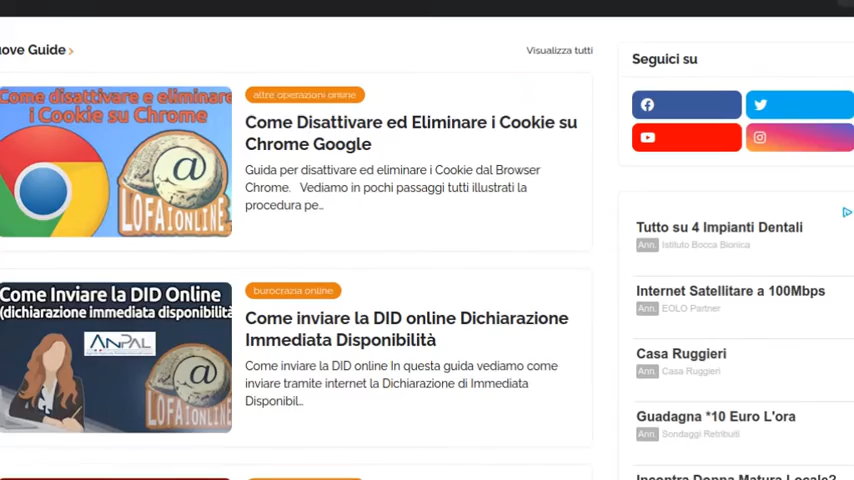 ove Guide
Visualizza tutti
Come disattivare e eliminare
i Cookie su Chrome
@
LOFAIONLINE
altre operazioni online
Come Disattivare ed Eliminare i Cookie su
Chrome Google
Guida per disattivare ed eliminare i Cookie dal Browser
Chrome. Vediamo in pochi passaggi tutti illustrati la
procedura pe...
Come Inviare la DID Online
(dichiarazione immediata disponibilità
ANPAL
@
LOFAIONLINE
burocrazia online
Come inviare la DID online Dichiarazione
Immediata Disponibilità
Come inviare la DID online In questa guida vediamo come
inviare tramite internet la Dichiarazione di Immediata
Disponibil...
Seguici su
Tutto su 4 Impianti Dentali
Ann. Istituto Bocca Bionica
Internet Satellitare a 100Mbps
Ann. EOLO Partner
Casa Ruggieri
Ann. Casa Ruggieri
Guadagna *10 Euro L'ora
Ann. Sondaggi Retribuiti
Incontra Donna Matura Locale?